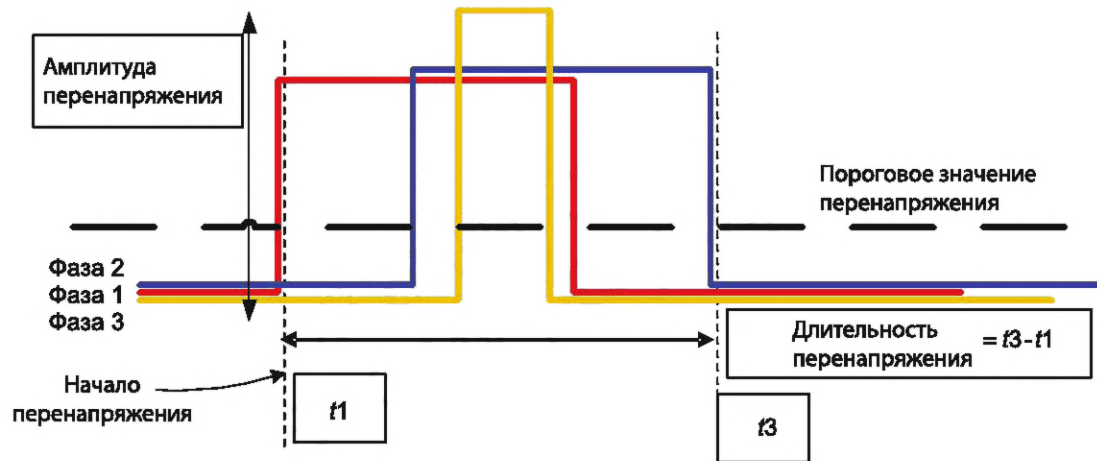 Амплитуда
перенапряжения
Пороговое значение
перенапряжения
Фаза 2
Фаза 1
Фаза 3
Длительность
перенапряжения = t3-t1
Начало
перенапряжения
t1
t3